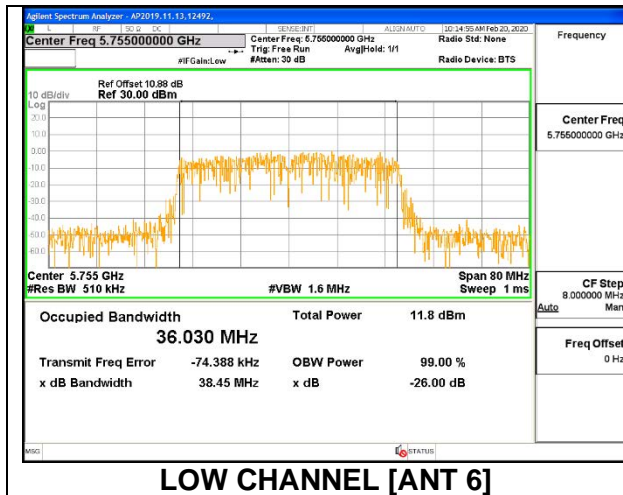 Agilent Spectrum Analyzer - AP2019.11.13,12492,
L RF 50 Ω DC SENSE:INT ALIGN AUTO 10:14:55 AM Feb 20, 2020
Center Freq 5.755000000 GHz
Center Freq: 5.755000000 GHz Radio Std: None
Trig: Free Run Avg|Hold: 1/1
#IFGain:Low #Atten: 30 dB Radio Device: BTS
Frequency
Ref Offset 10.88 dB
10 dB/div Ref 30.00 dBm
Log
20.0
10.0
0.00
-10.0
-20.0
-30.0
-40.0
-50.0
-60.0
Center Freq
5.755000000 GHz
Center 5.755 GHz Span 80 MHz
#Res BW 510 kHz #VBW 1.6 MHz Sweep 1 ms
CF Step
8.000000 MHz
Auto Man
Occupied Bandwidth Total Power 11.8 dBm
36.030 MHz
Freq Offset
0 Hz
Transmit Freq Error -74.388 kHz OBW Power 99.00 %
x dB Bandwidth 38.45 MHz x dB -26.00 dB
MSG STATUS
LOW CHANNEL [ANT 6]